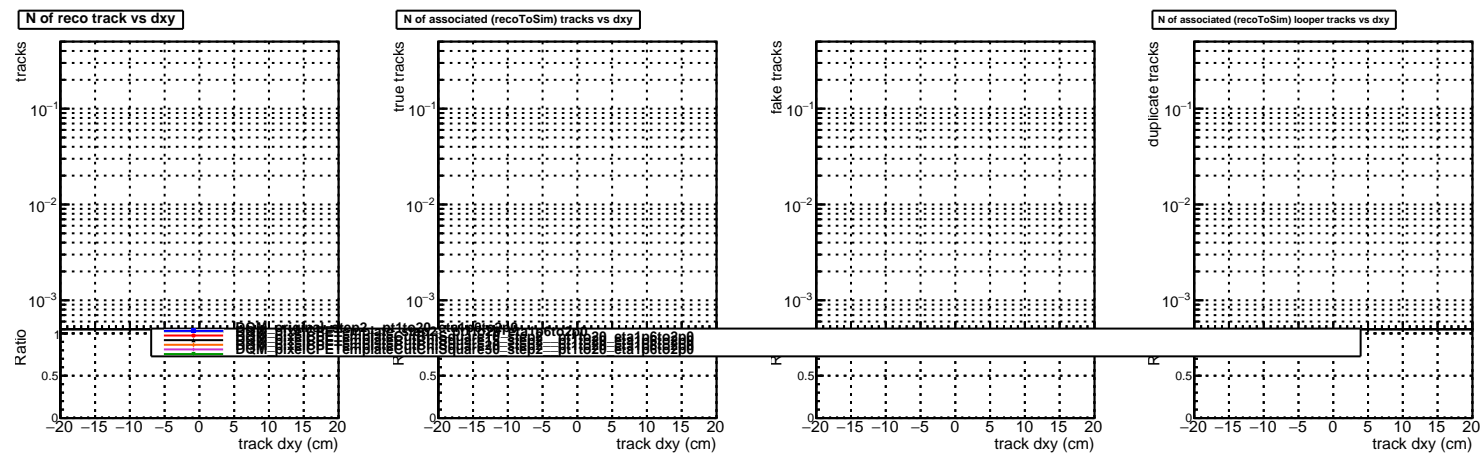 N of reco track vs dxy
N of associated (recoToSim) tracks vs dxy
N of associated (recoToSim) looper tracks vs dxy
tracks
10⁻¹
10⁻²
10⁻³
true tracks
10⁻¹
10⁻²
10⁻³
fake tracks
10⁻¹
10⁻²
10⁻³
duplicate tracks
10⁻¹
10⁻²
10⁻³
DQM_pixelCPETemplateCutChiSquare50_step2__pt1to20_eta1p6to2p0
Ratio
1
0.5
0
−20 −15 −10 −5 0 5 10 15 20
track dxy (cm)
0.5
0
−20 −15 −10 −5 0 5 10 15 20
track dxy (cm)
0.5
0
−20 −15 −10 −5 0 5 10 15 20
track dxy (cm)
0.5
0
−20 −15 −10 −5 0 5 10 15 20
track dxy (cm)